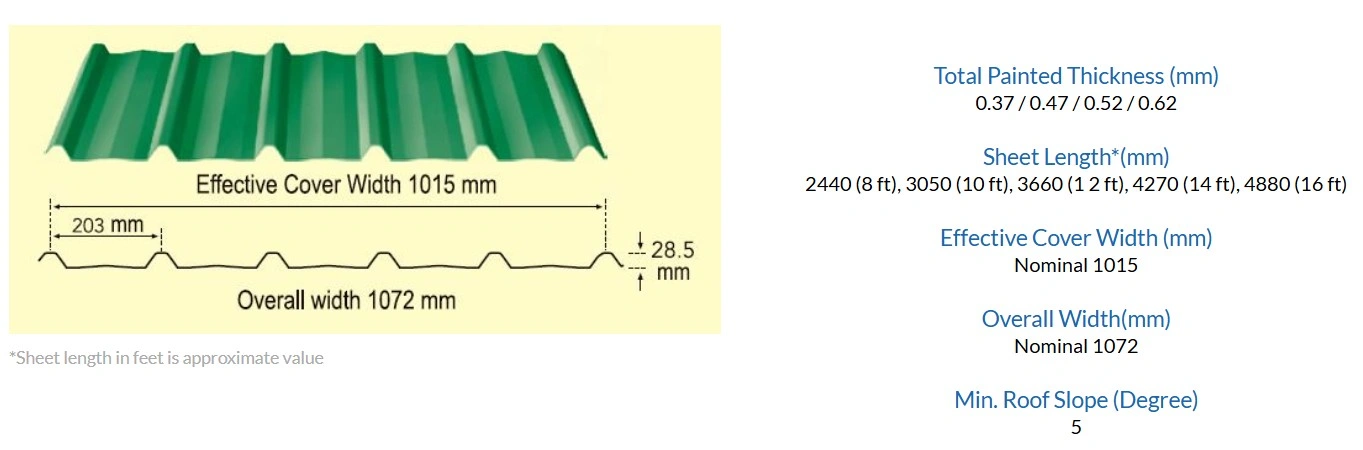 Effective Cover Width 1015 mm
203 mm
28.5
mm
Overall width 1072 mm
*Sheet length in feet is approximate value
Total Painted Thickness (mm)
0.37 / 0.47 / 0.52 / 0.62
Sheet Length*(mm)
2440 (8 ft), 3050 (10 ft), 3660 (1 2 ft), 4270 (14 ft), 4880 (16 ft)
Effective Cover Width (mm)
Nominal 1015
Overall Width(mm)
Nominal 1072
Min. Roof Slope (Degree)
5